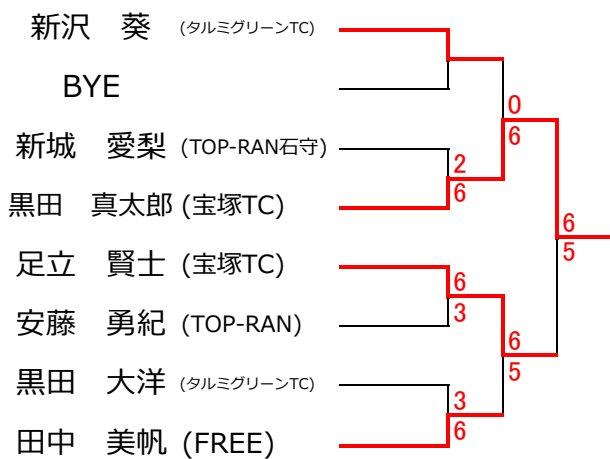 新沢　葵 (タルミグリーンTC)
BYE
0
6
新城　愛梨 (TOP-RAN石守)
2
6
黒田　真太郎 (宝塚TC)
6
5
足立　賢士 (宝塚TC)
6
3
安藤　勇紀 (TOP-RAN)
6
5
黒田　大洋 (タルミグリーンTC)
3
6
田中　美帆 (FREE)